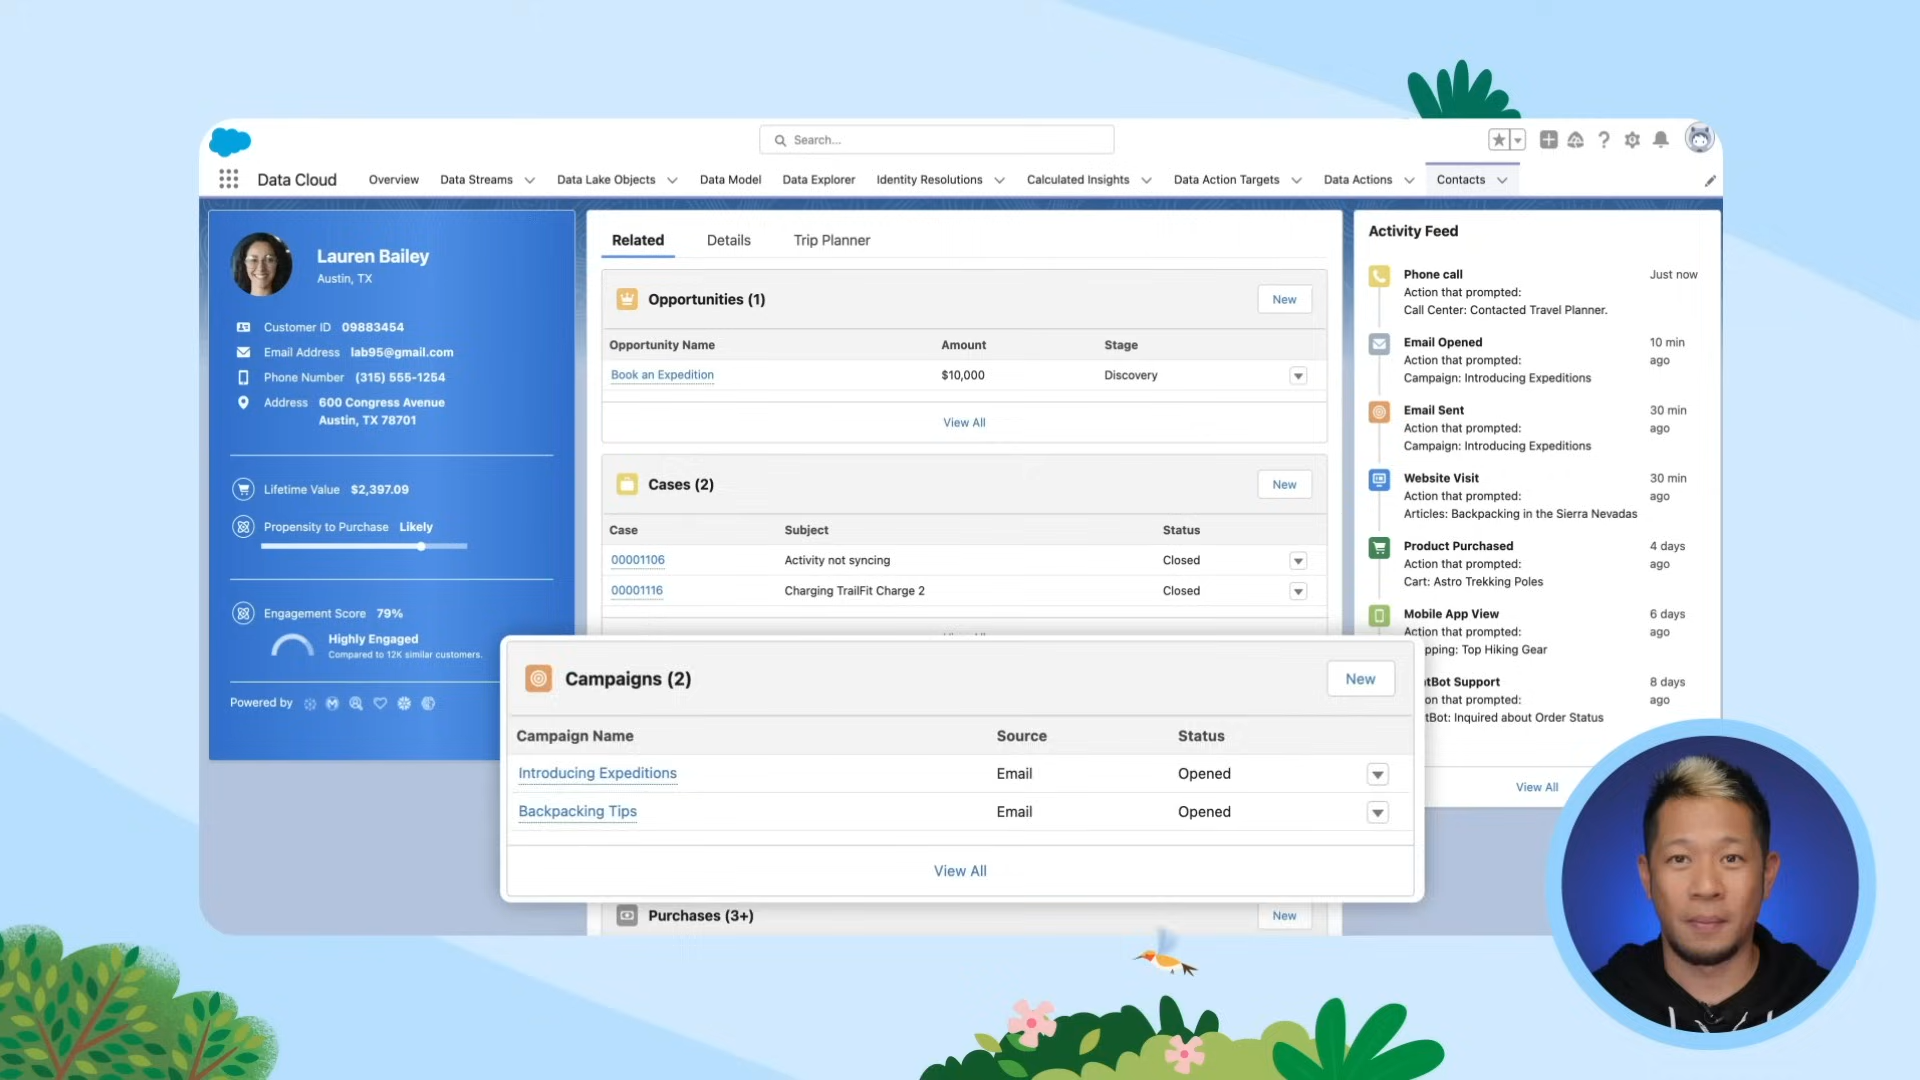 Search...
Data Cloud
Overview
Data Streams
Data Lake Objects
Data Model
Data Explorer
Identity Resolutions
Calculated Insights
Data Action Targets
Data Actions
Contacts
Lauren Bailey
Austin, TX
Customer ID 09883454
Email Address lab95@gmail.com
Phone Number (315) 555-1254
Address 600 Congress Avenue
Austin, TX 78701
Lifetime Value $2,397.09
Propensity to Purchase Likely
Engagement Score 79%
Highly Engaged
Compared to 12K similar customers.
Powered by
Related Details Trip Planner
Opportunities (1) New
Opportunity Name Amount Stage
Book an Expedition $10,000 Discovery
View All
Cases (2) New
Case Subject Status
00001106 Activity not syncing Closed
00001116 Charging TrailFit Charge 2 Closed
Campaigns (2) New
Campaign Name Source Status
Introducing Expeditions Email Opened
Backpacking Tips Email Opened
View All
Purchases (3+) New
Activity Feed
Phone call Just now
Action that prompted:
Call Center: Contacted Travel Planner.
Email Opened 10 min
Action that prompted: ago
Campaign: Introducing Expeditions
Email Sent 30 min
Action that prompted: ago
Campaign: Introducing Expeditions
Website Visit 30 min
Action that prompted: ago
Articles: Backpacking in the Sierra Nevadas
Product Purchased 4 days
Action that prompted: ago
Cart: Astro Trekking Poles
Mobile App View 6 days
Action that prompted: ago
pping: Top Hiking Gear
tBot Support 8 days
on that prompted: ago
tBot: Inquired about Order Status
View All